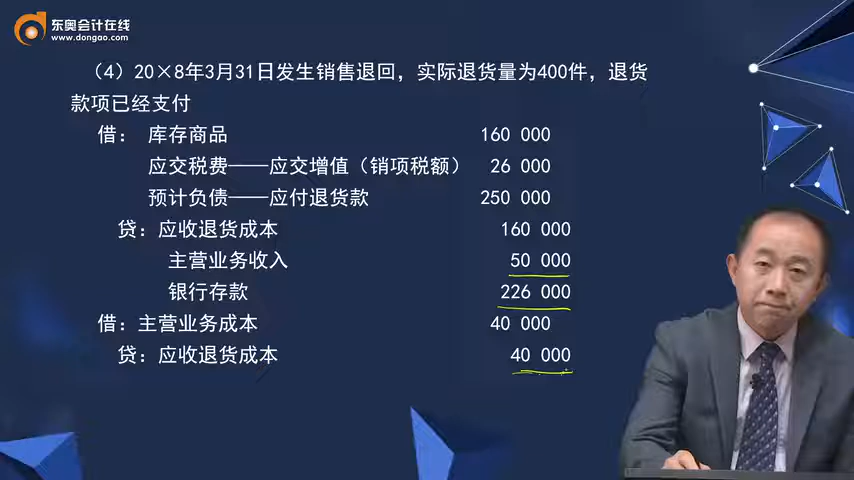 东奥会计在线
www.dongao.com
（4）20×8年3月31日发生销售退回，实际退货量为400件，退货
款项已经支付
借： 库存商品 160 000
应交税费——应交增值（销项税额） 26 000
预计负债——应付退货款 250 000
贷：应收退货成本 160 000
主营业务收入 50 000
银行存款 226 000
借：主营业务成本 40 000
贷：应收退货成本 40 000